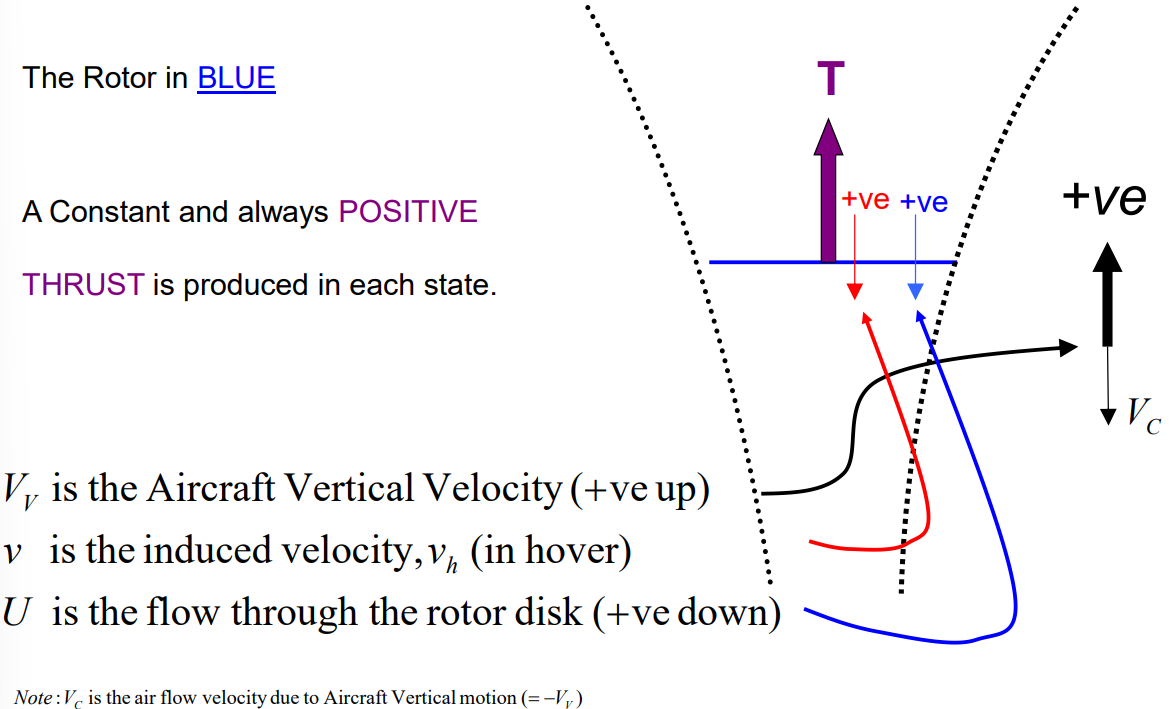 The Rotor in BLUE
T
+ve +ve
+ve
A Constant and always POSITIVE
THRUST is produced in each state.
V_C
V_V is the Aircraft Vertical Velocity (+ve up)
v is the induced velocity, v_h (in hover)
U is the flow through the rotor disk (+ve down)
Note : V_C is the air flow velocity due to Aircraft Vertical motion (= −V_V)